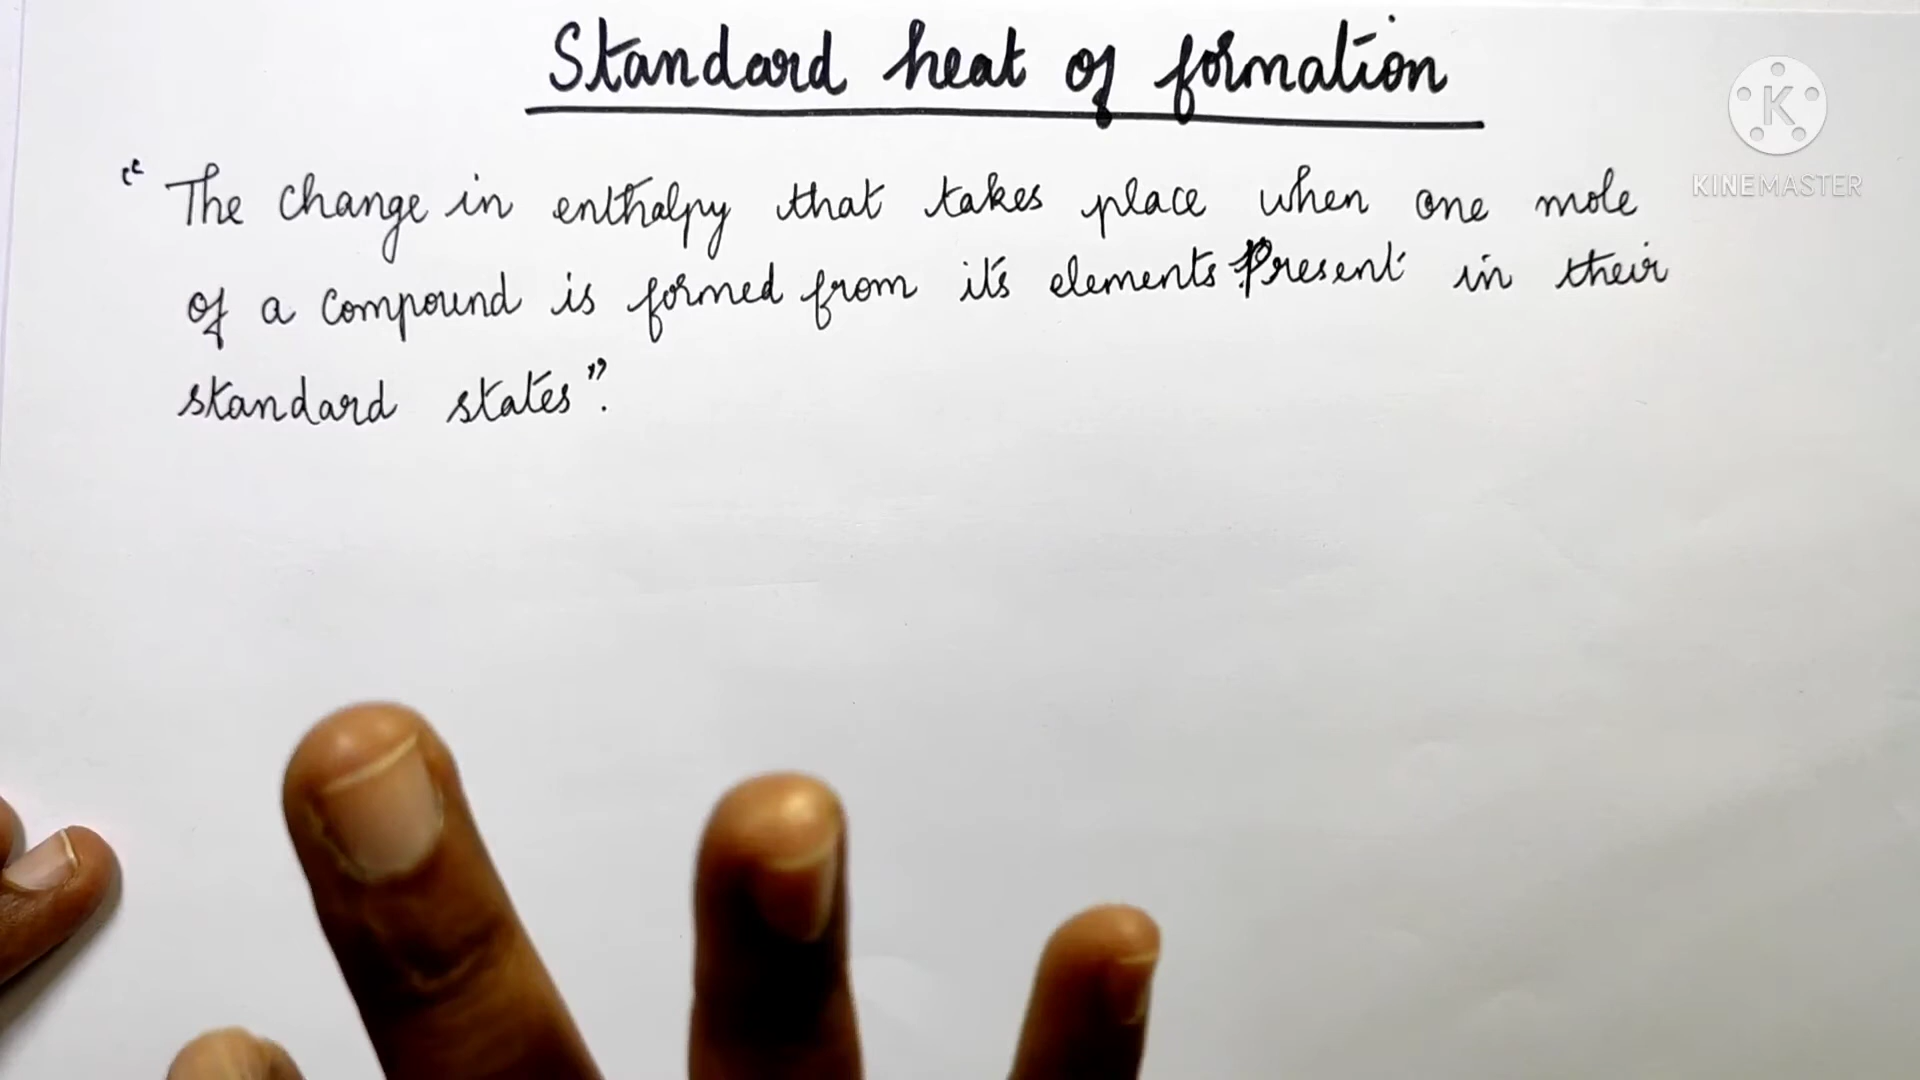 Standard heat of formation
K
KINEMASTER
"The change in enthalpy that takes place when one mole
of a compound is formed from its elements Present in their
standard states".